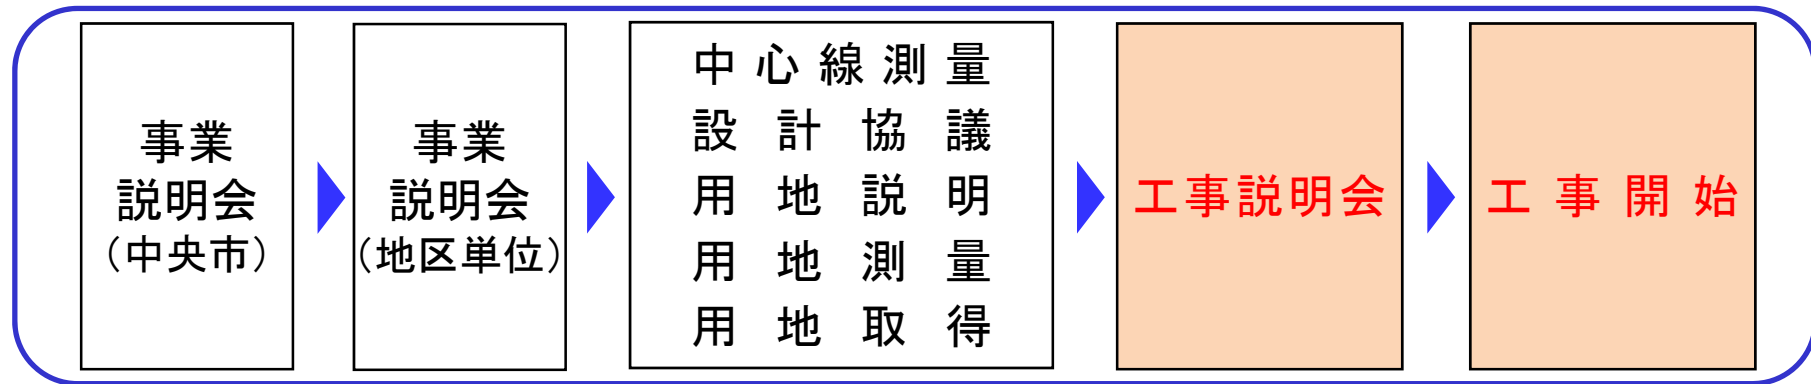 事業
説明会
（中央市）
事業
説明会
（地区単位）
中心線測量
設計協議
用地説明
用地測量
用地取得
工事説明会
工事開始